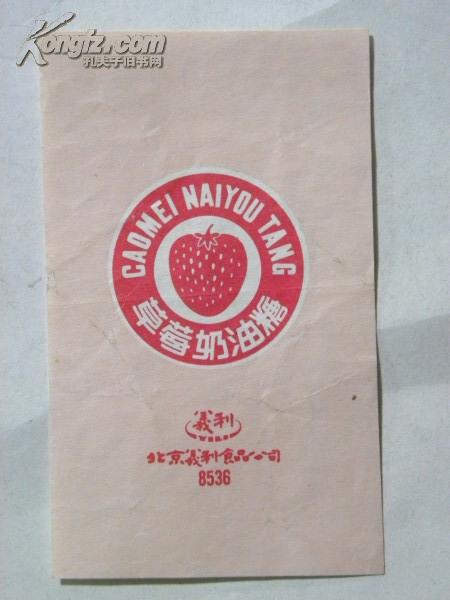 Kongfz.com
孔夫子旧书网
CAOMEI NAIYOU TANG
草莓奶油糖
義利
YILI
北京義利食品公司
8536